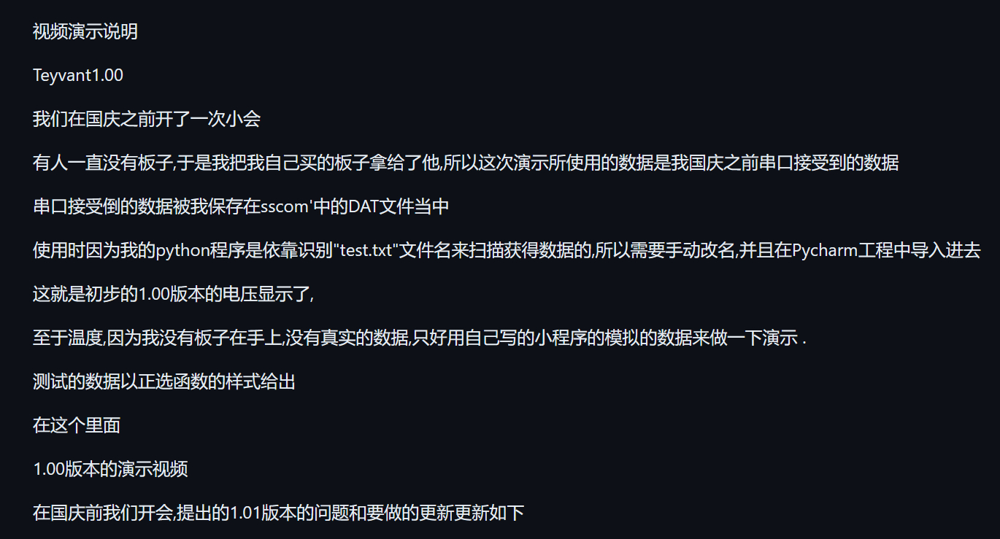 视频演示说明
Teyvant1.00
我们在国庆之前开了一次小会
有人一直没有板子,于是我把我自己买的板子拿给了他,所以这次演示所使用的数据是我国庆之前串口接受到的数据
串口接受倒的数据被我保存在sscom'中的DAT文件当中
使用时因为我的python程序是依靠识别"test.txt"文件名来扫描获得数据的,所以需要手动改名,并且在Pycharm工程中导入进去
这就是初步的1.00版本的电压显示了,
至于温度,因为我没有板子在手上,没有真实的数据,只好用自己写的小程序的模拟的数据来做一下演示 .
测试的数据以正选函数的样式给出
在这个里面
1.00版本的演示视频
在国庆前我们开会,提出的1.01版本的问题和要做的更新更新如下